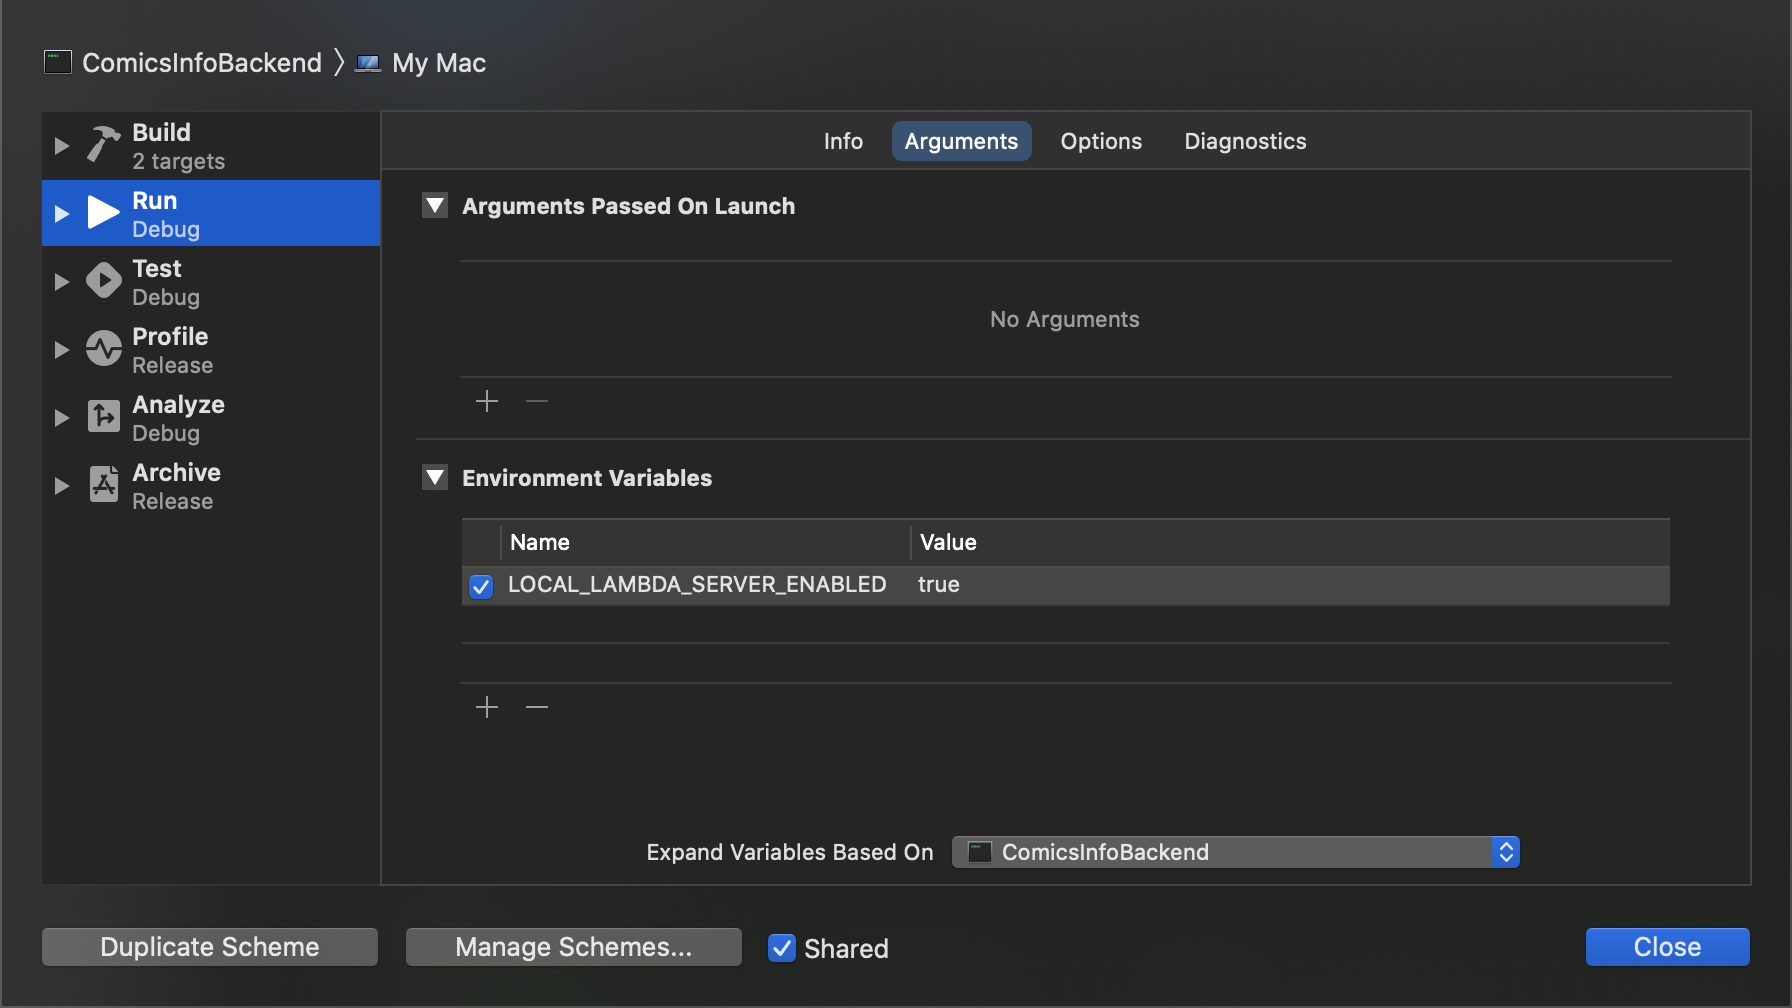 ComicsInfoBackend 〉 My Mac
Build
2 targets
Run
Debug
Test
Debug
Profile
Release
Analyze
Debug
Archive
Release
Info Arguments Options Diagnostics
Arguments Passed On Launch
No Arguments
Environment Variables
Name Value
LOCAL_LAMBDA_SERVER_ENABLED true
Expand Variables Based On ComicsInfoBackend
Duplicate Scheme Manage Schemes... Shared Close